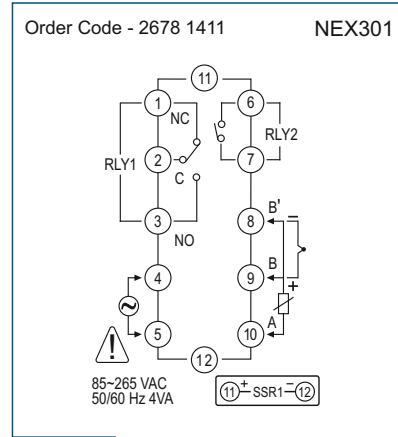 Order Code - 2678 1411 NEX301
11
1 NC 6
RLY1 2 C 7 RLY2
3 NO 8 B' −
4 9 B +
~ 5 10 A
! 12
85~265 VAC
50/60 Hz 4VA
11 + SSR1 − 12